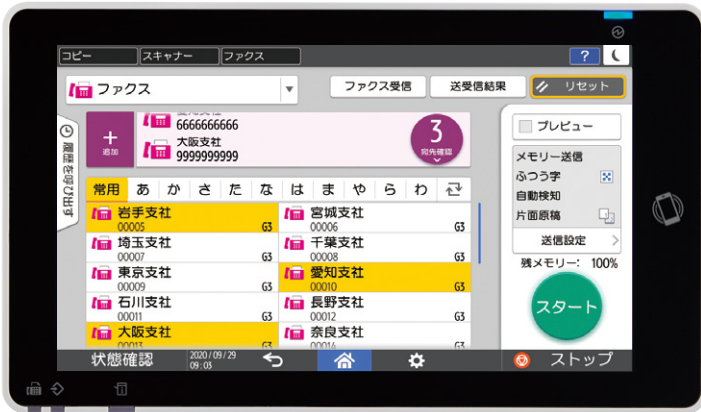 コピー スキャナー ファクス ?
ファクス ファクス受信 送受信結果 リセット
履歴を呼び出す
追加
6666666666
大阪支社
9999999999
3
宛先確認
プレビュー
メモリー送信
ふつう字
自動検知
片面原稿
送信設定
残メモリー: 100%
スタート
常用 あ か さ た な は ま や ら わ
岩手支社 宮城支社
00005 G3 00006 G3
埼玉支社 千葉支社
00007 G3 00008 G3
東京支社 愛知支社
00009 G3 00010 G3
石川支社 長野支社
00011 G3 00012 G3
大阪支社 奈良支社
00013 G3 00014 G3
状態確認 2020/09/29 ストップ
09:03